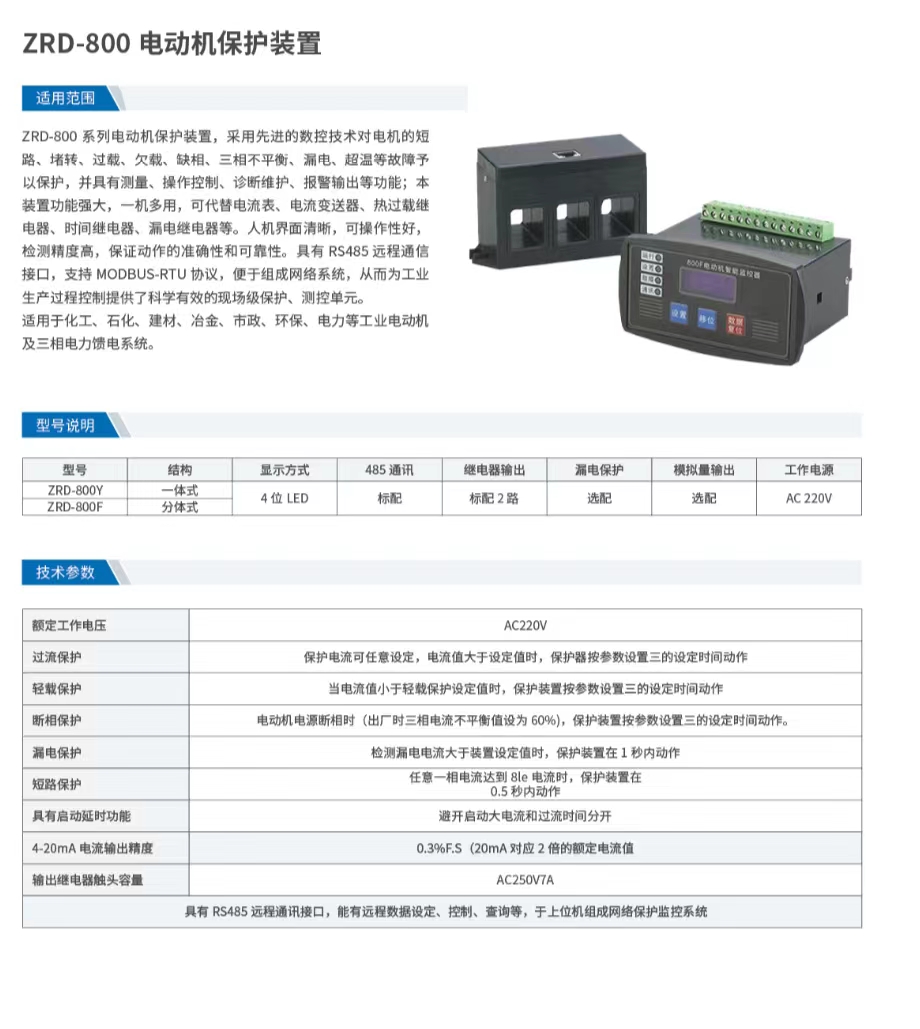 ZRD-800 电动机保护装置
适用范围
ZRD-800 系列电动机保护装置，采用先进的数控技术对电机的短
路、堵转、过载、欠载、缺相、三相不平衡、漏电、超温等故障予
以保护，并具有测量、操作控制、诊断维护、报警输出等功能；本
装置功能强大，一机多用，可代替电流表、电流变送器、热过载继
电器、时间继电器、漏电继电器等。人机界面清晰，可操作性好，
检测精度高，保证动作的准确性和可靠性。具有 RS485 远程通信
接口，支持 MODBUS-RTU 协议，便于组成网络系统，从而为工业
生产过程控制提供了科学有效的现场级保护、测控单元。
适用于化工、石化、建材、冶金、市政、环保、电力等工业电动机
及三相电力馈电系统。
800F电动机智能监控器
设置
移位
数据
复位
型号说明
型号 结构 显示方式 485 通讯 继电器输出 漏电保护 模拟量输出 工作电源
ZRD-800Y 一体式
4 位 LED 标配 标配 2 路 选配 选配 AC 220V
ZRD-800F 分体式
技术参数
额定工作电压 AC220V
过流保护 保护电流可任意设定，电流值大于设定值时，保护器按参数设置三的设定时间动作
轻载保护 当电流值小于轻载保护设定值时，保护装置按参数设置三的设定时间动作
断相保护 电动机电源断相时（出厂时三相电流不平衡值设为 60%)，保护装置按参数设置三的设定时间动作。
漏电保护 检测漏电电流大于装置设定值时，保护装置在 1 秒内动作
短路保护 任意一相电流达到 8le 电流时，保护装置在
0.5 秒内动作
具有启动延时功能 避开启动大电流和过流时间分开
4-20mA 电流输出精度 0.3%F.S（20mA 对应 2 倍的额定电流值
输出继电器触头容量 AC250V7A
具有 RS485 远程通讯接口，能有远程数据设定、控制、查询等，于上位机组成网络保护监控系统